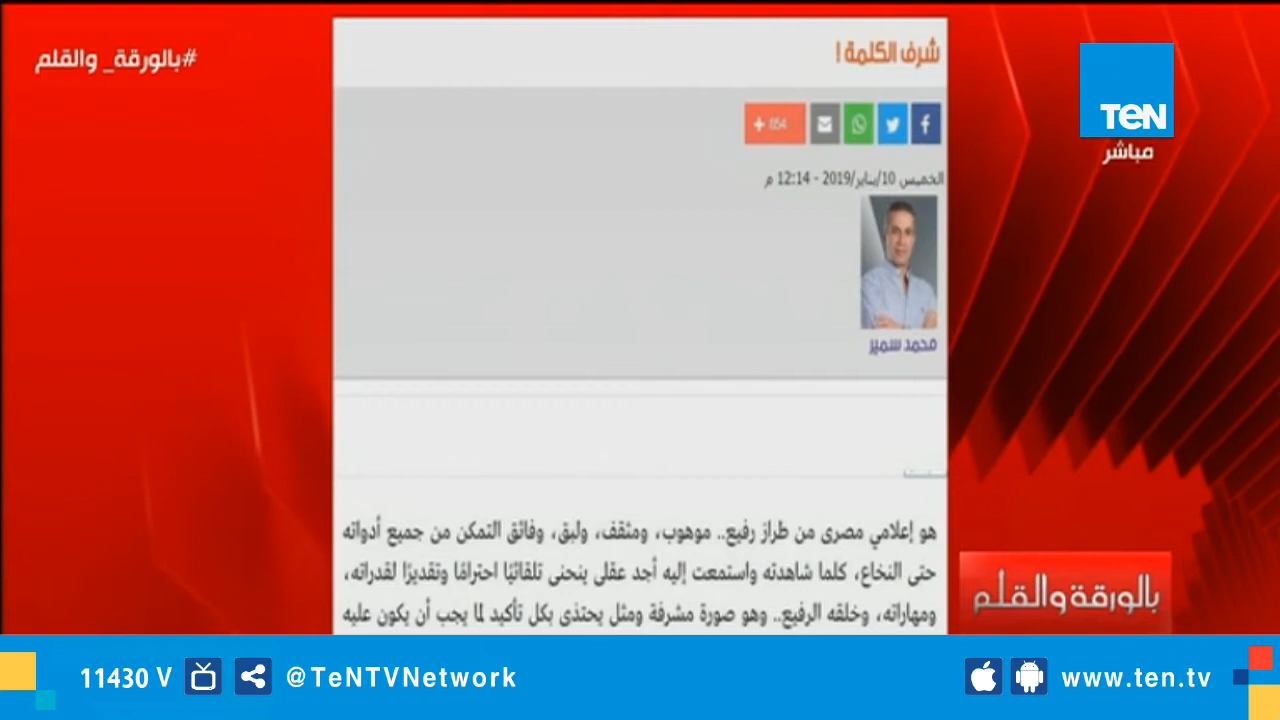 #بالورقة_ والقلم
TEN
مباشر
شرف الكلمة !
+ 854
الخميس 10/يناير/2019 - 12:14 م
محمد سمير
هو إعلامي مصرى من طراز رفيع.. موهوب، ومثقف، ولبق، وفائق التمكن من جميع أدواته
حتى النخاع، كلما شاهدته واستمعت إليه أجد عقلى ينحنى تلقائيًا احترامًا وتقديرًا لقدراته،
ومهاراته، وخلقه الرفيع.. وهو صورة مشرفة ومثل يحتذى بكل تأكيد لما يجب أن يكون عليه
بالورقة والقلم
11430 V
@TeNTVNetwork
www.ten.tv